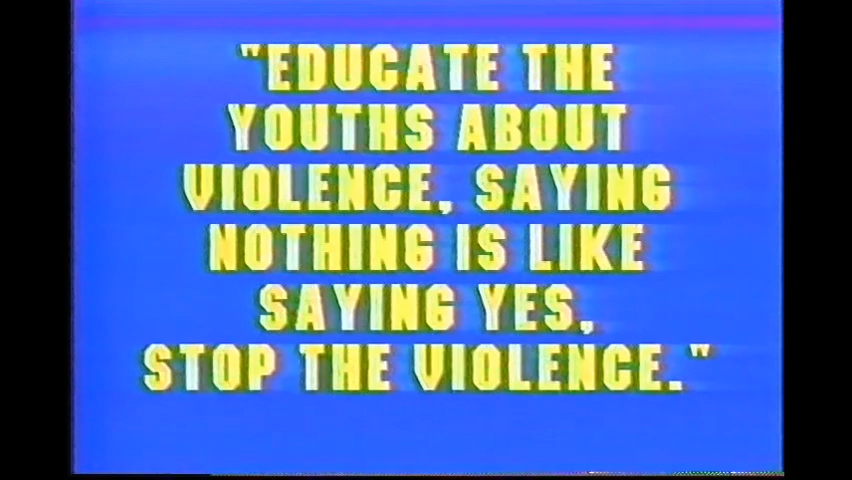 "EDUCATE THE
YOUTHS ABOUT
VIOLENCE, SAYING
NOTHING IS LIKE
SAYING YES,
STOP THE VIOLENCE."